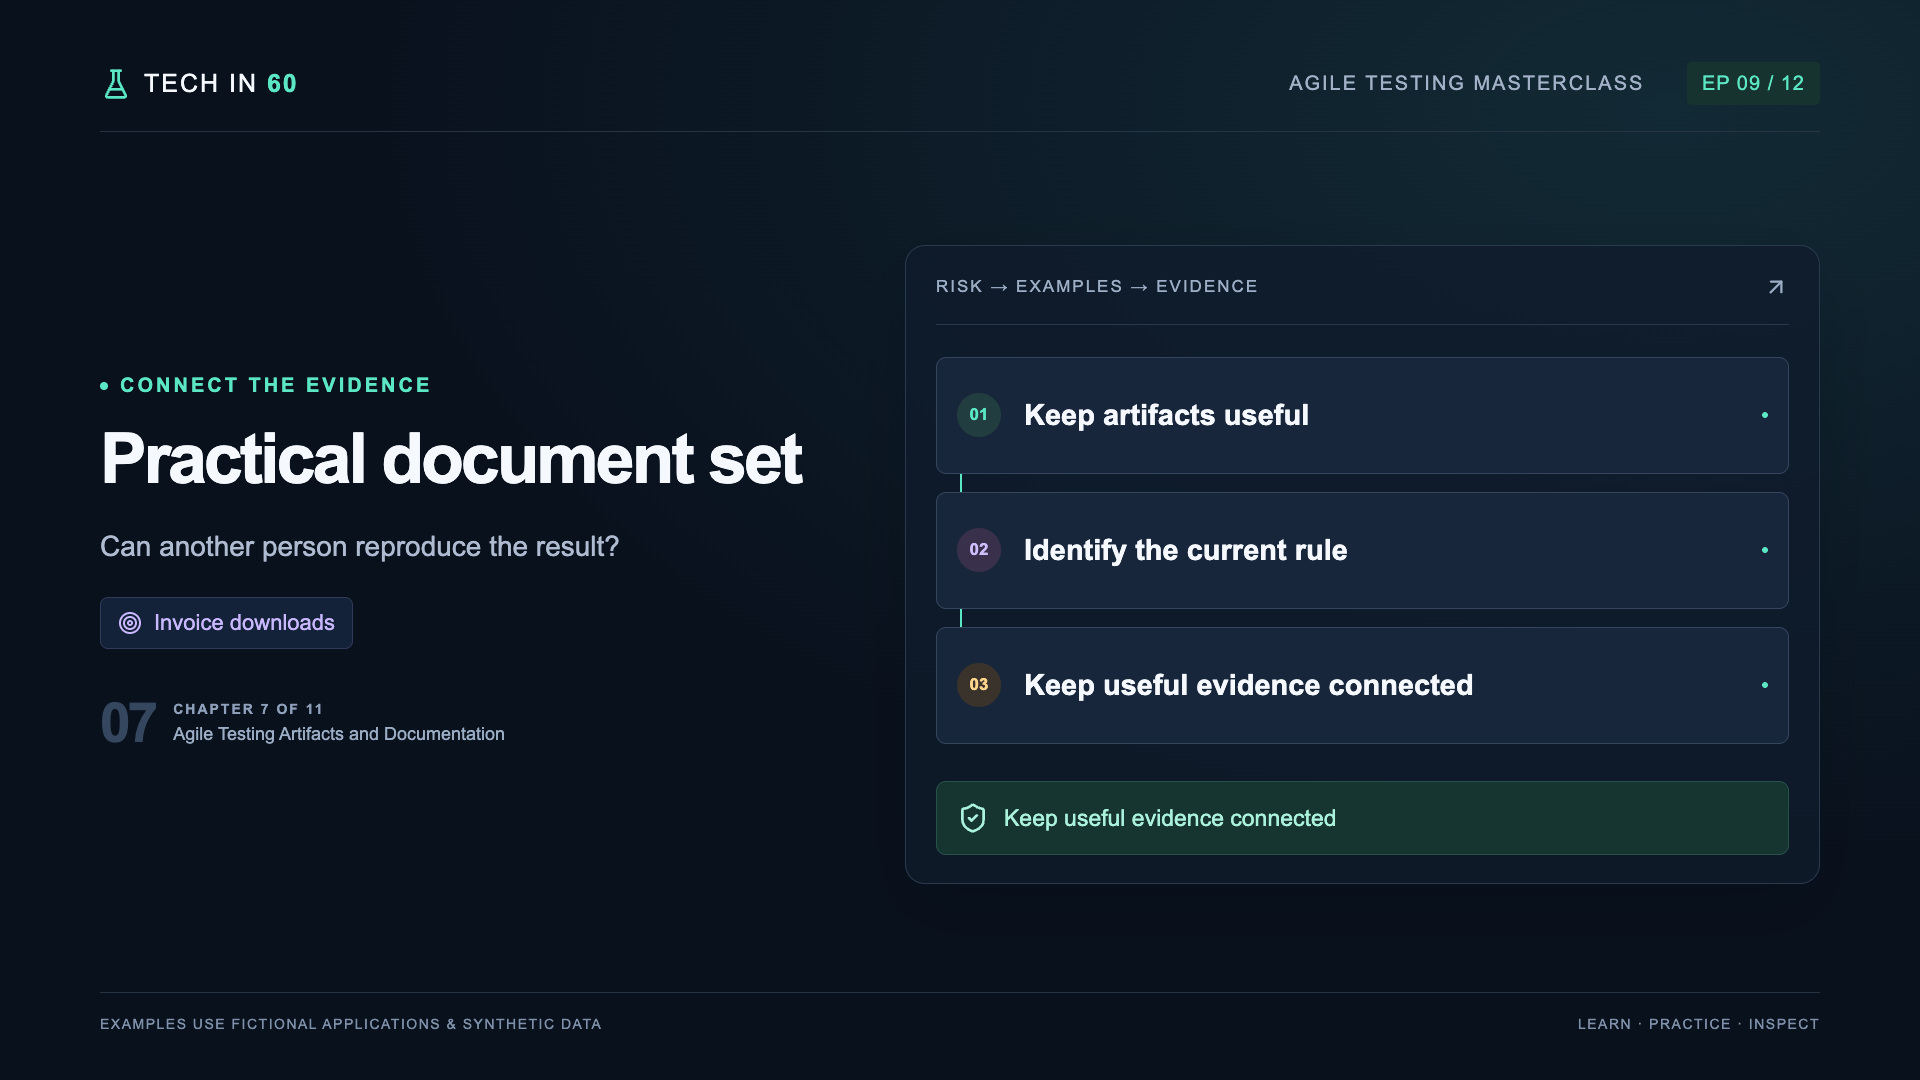 TECH IN 60
AGILE TESTING MASTERCLASS
EP 09 / 12
CONNECT THE EVIDENCE
Practical document set
Can another person reproduce the result?
Invoice downloads
07
CHAPTER 7 OF 11
Agile Testing Artifacts and Documentation
RISK → EXAMPLES → EVIDENCE
01
Keep artifacts useful
02
Identify the current rule
03
Keep useful evidence connected
Keep useful evidence connected
EXAMPLES USE FICTIONAL APPLICATIONS & SYNTHETIC DATA
LEARN · PRACTICE · INSPECT